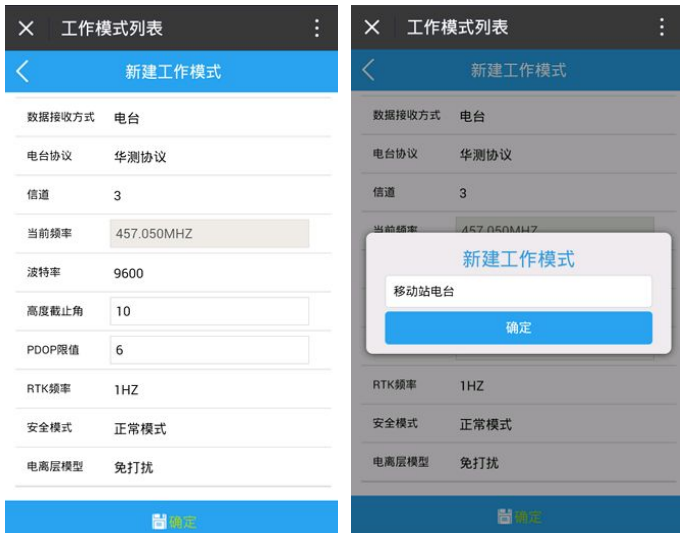 工作模式列表
新建工作模式
数据接收方式 电台
电台协议 华测协议
信道 3
当前频率 457.050MHZ
波特率 9600
高度截止角 10
PDOP限值 6
RTK频率 1HZ
安全模式 正常模式
电离层模型 免打扰
确定
工作模式列表
新建工作模式
数据接收方式 电台
电台协议 华测协议
信道 3
当前频率 457.050MHZ
新建工作模式
移动站电台
确定
RTK频率 1HZ
安全模式 正常模式
电离层模型 免打扰
确定